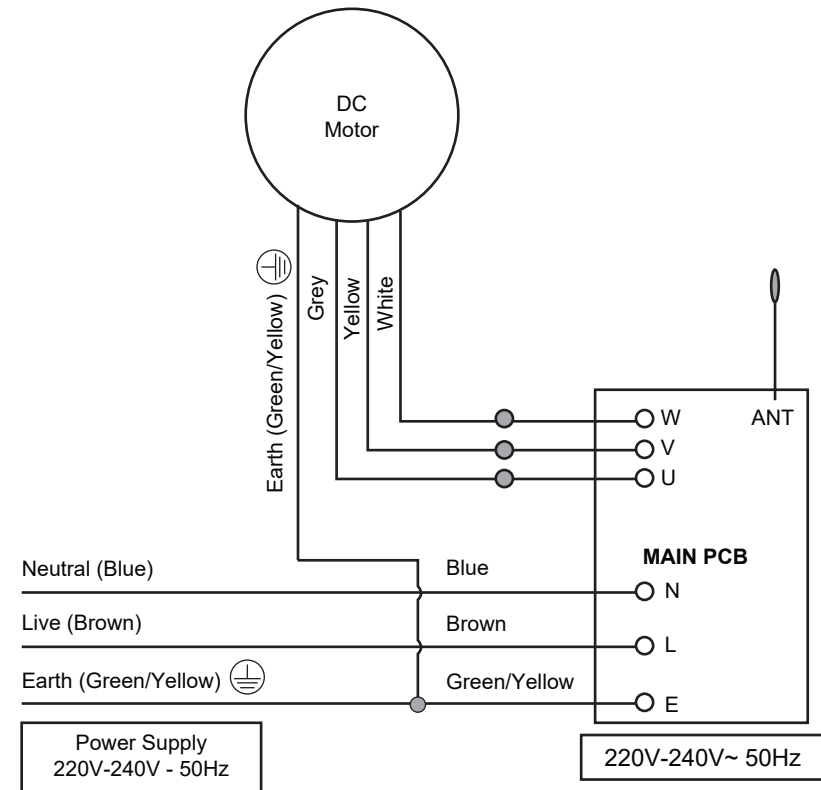 DC
Motor
Earth (Green/Yellow)
Grey
Yellow
White
W
ANT
V
U
MAIN PCB
Neutral (Blue)
Blue
N
Live (Brown)
Brown
L
Earth (Green/Yellow)
Green/Yellow
E
Power Supply
220V-240V - 50Hz
220V-240V~ 50Hz